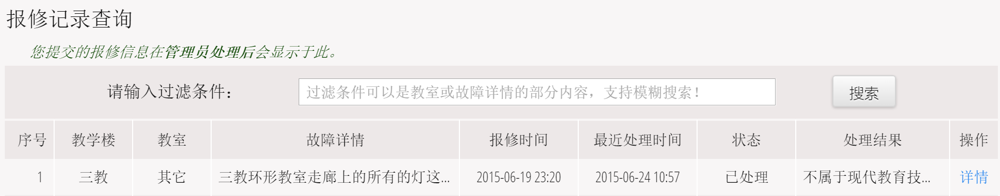 报修记录查询
您提交的报修信息在管理员处理后会显示于此。
请输入过滤条件： 过滤条件可以是教室或故障详情的部分内容，支持模糊搜索！ 搜索
序号 教学楼 教室 故障详情 报修时间 最近处理时间 状态 处理结果 操作
1 三教 其它 三教环形教室走廊上的所有的灯这... 2015-06-19 23:20 2015-06-24 10:57 已处理 不属于现代教育技... 详情